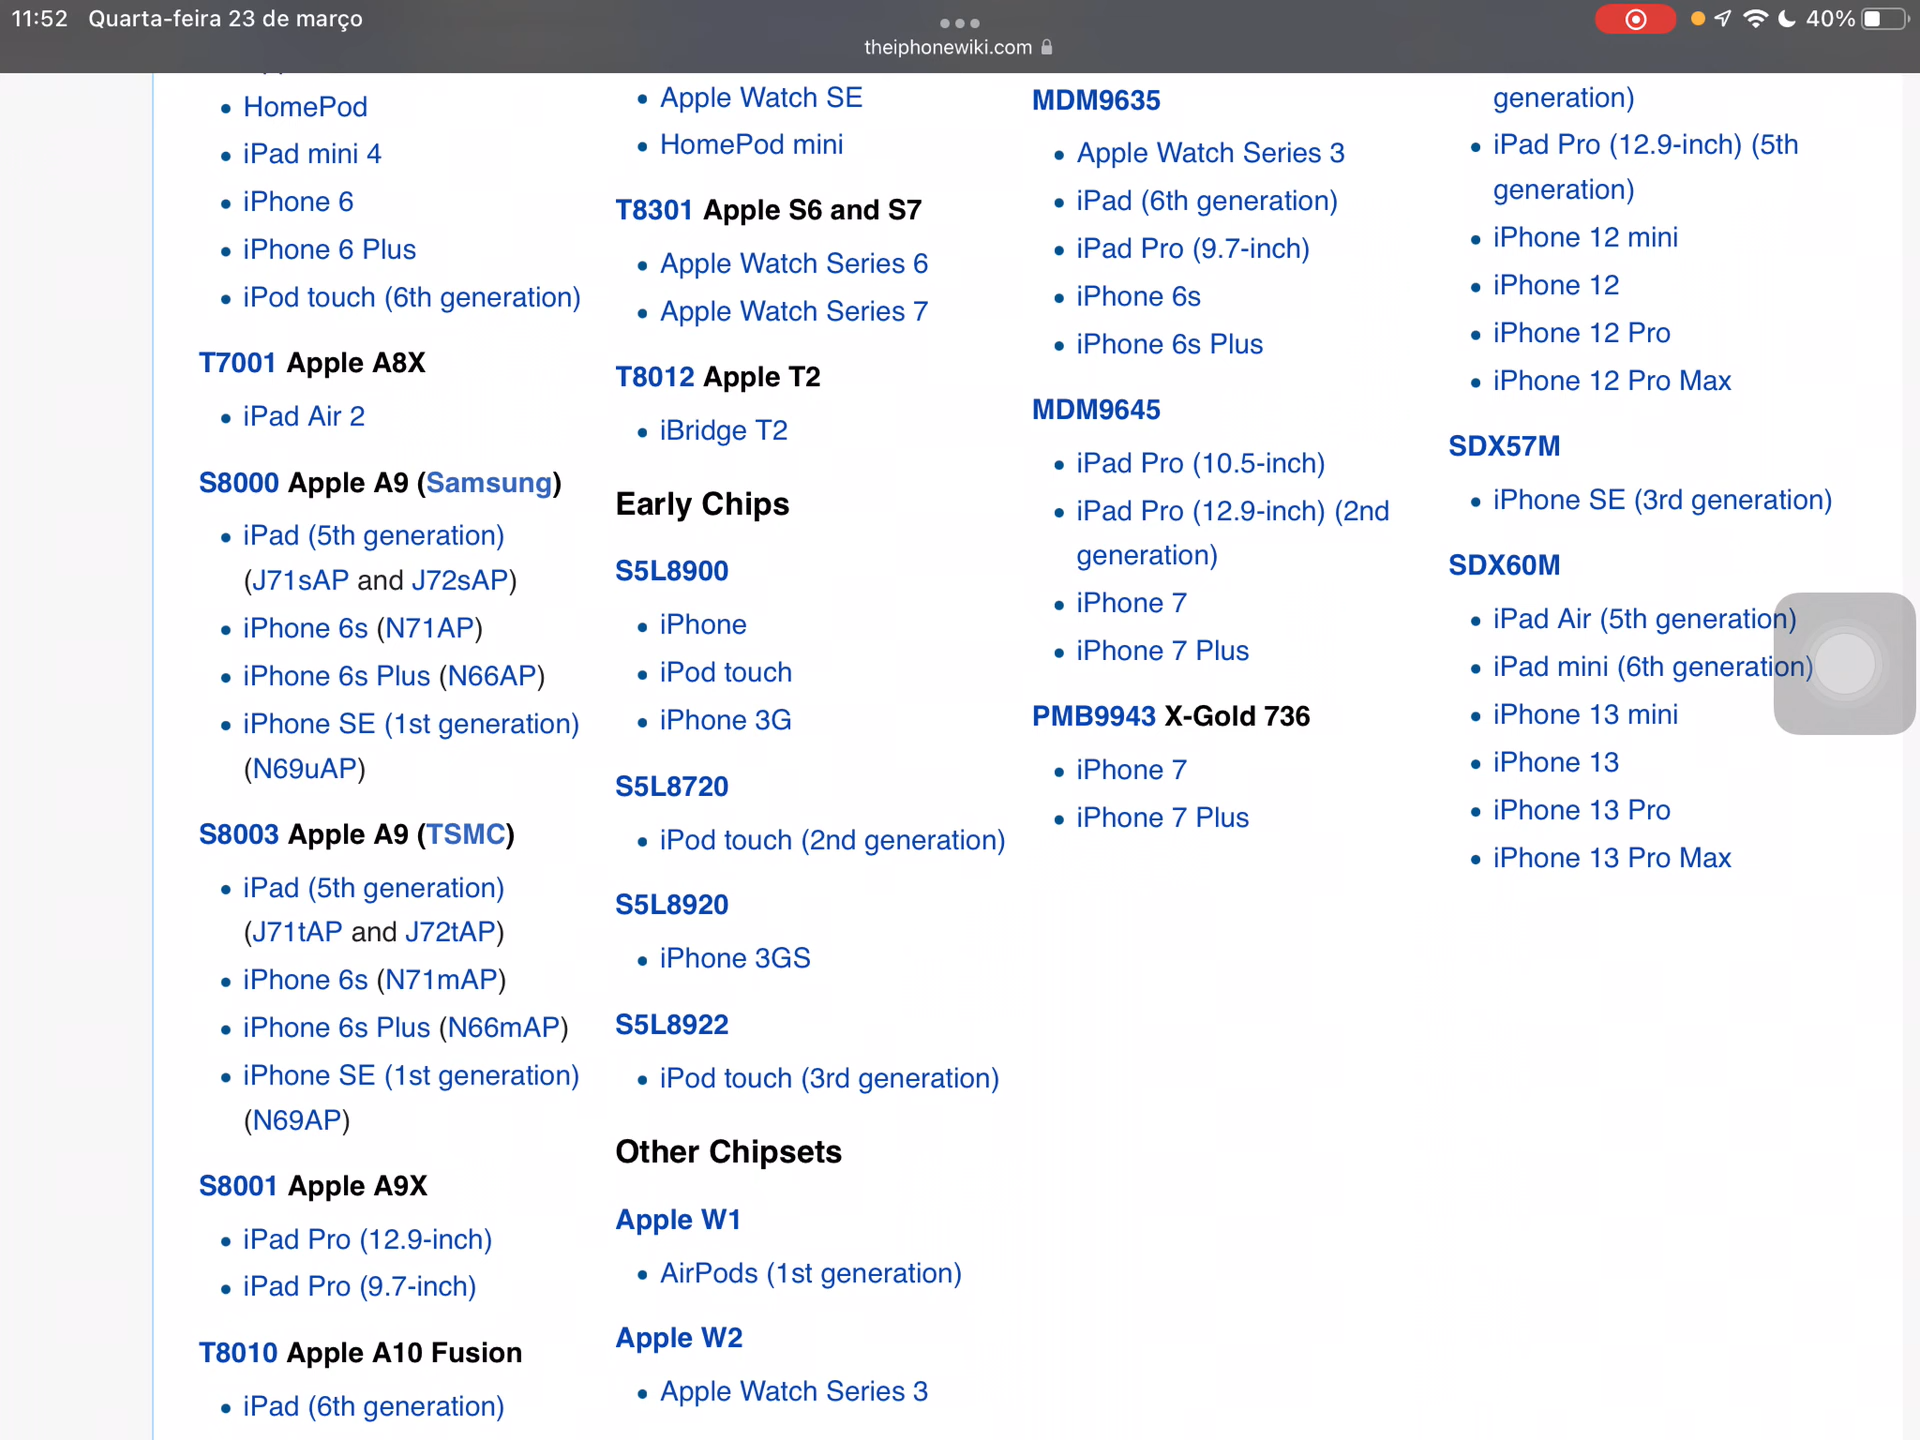 11:52 Quarta-feira 23 de março
40%
theiphonewiki.com
HomePod
iPad mini 4
iPhone 6
iPhone 6 Plus
iPod touch (6th generation)
T7001 Apple A8X
iPad Air 2
S8000 Apple A9 (Samsung)
iPad (5th generation)
(J71sAP and J72sAP)
iPhone 6s (N71AP)
iPhone 6s Plus (N66AP)
iPhone SE (1st generation)
(N69uAP)
S8003 Apple A9 (TSMC)
iPad (5th generation)
(J71tAP and J72tAP)
iPhone 6s (N71mAP)
iPhone 6s Plus (N66mAP)
iPhone SE (1st generation)
(N69AP)
S8001 Apple A9X
iPad Pro (12.9-inch)
iPad Pro (9.7-inch)
T8010 Apple A10 Fusion
iPad (6th generation)
Apple Watch SE
HomePod mini
T8301 Apple S6 and S7
Apple Watch Series 6
Apple Watch Series 7
T8012 Apple T2
iBridge T2
Early Chips
S5L8900
iPhone
iPod touch
iPhone 3G
S5L8720
iPod touch (2nd generation)
S5L8920
iPhone 3GS
S5L8922
iPod touch (3rd generation)
Other Chipsets
Apple W1
AirPods (1st generation)
Apple W2
Apple Watch Series 3
MDM9635
Apple Watch Series 3
iPad (6th generation)
iPad Pro (9.7-inch)
iPhone 6s
iPhone 6s Plus
MDM9645
iPad Pro (10.5-inch)
iPad Pro (12.9-inch) (2nd
generation)
iPhone 7
iPhone 7 Plus
PMB9943 X-Gold 736
iPhone 7
iPhone 7 Plus
generation)
iPad Pro (12.9-inch) (5th
generation)
iPhone 12 mini
iPhone 12
iPhone 12 Pro
iPhone 12 Pro Max
SDX57M
iPhone SE (3rd generation)
SDX60M
iPad Air (5th generation)
iPad mini (6th generation)
iPhone 13 mini
iPhone 13
iPhone 13 Pro
iPhone 13 Pro Max